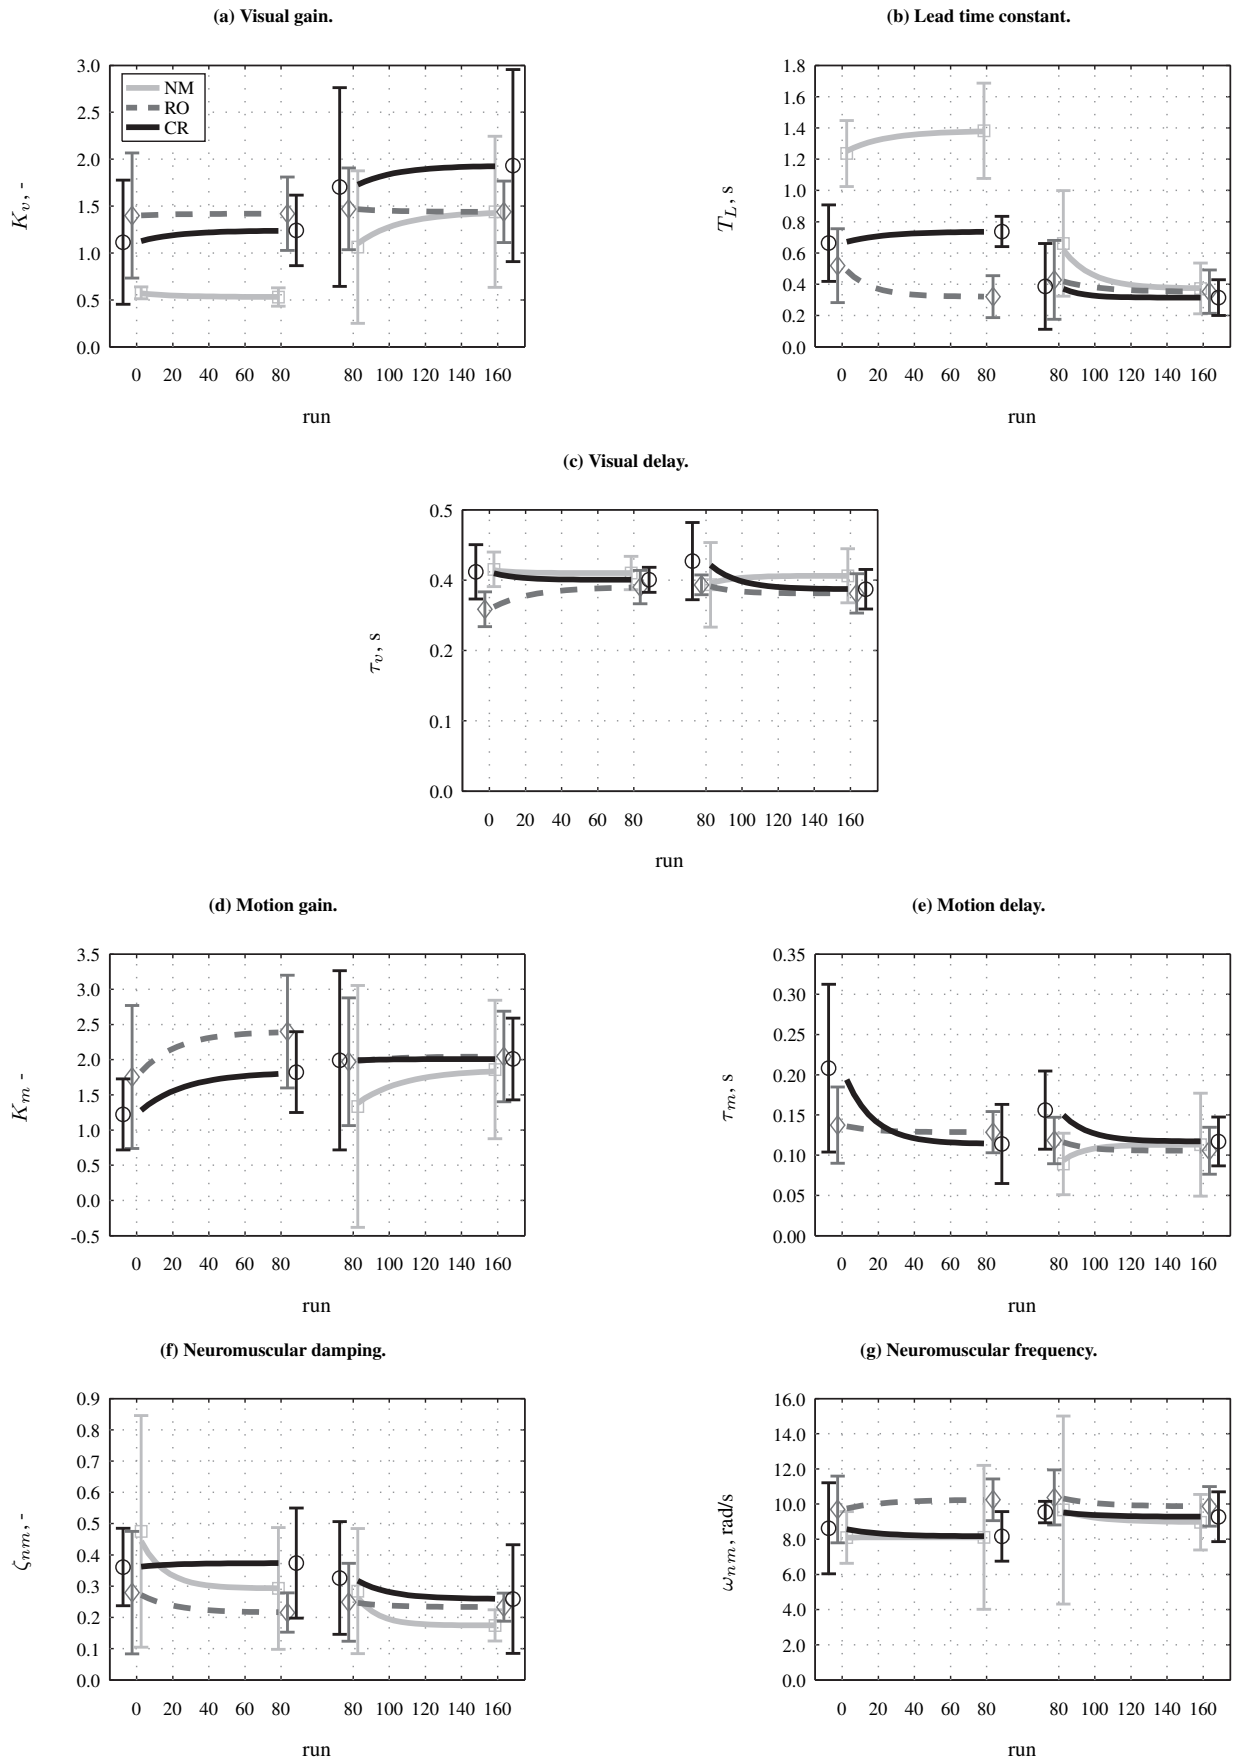 (a) Visual gain.
3.0
2.5
2.0
1.5
1.0
0.5
0.0
K_v, -
NM
RO
CR
0 20 40 60 80 80 100 120 140 160
run
(b) Lead time constant.
1.8
1.6
1.4
1.2
1.0
0.8
0.6
0.4
0.2
0.0
T_L, s
0 20 40 60 80 80 100 120 140 160
run
(c) Visual delay.
0.5
0.4
0.2
0.1
0.0
τ_v, s
0 20 40 60 80 80 100 120 140 160
run
(d) Motion gain.
3.5
3.0
2.5
2.0
1.5
1.0
0.5
0.0
-0.5
K_m -
0 20 40 60 80 80 100 120 140 160
run
(e) Motion delay.
0.35
0.30
0.25
0.20
0.15
0.10
0.05
0.00
τ_m, s
0 20 40 60 80 80 100 120 140 160
run
(f) Neuromuscular damping.
0.9
0.8
0.7
0.6
0.5
0.4
0.3
0.2
0.1
0.0
ζ_nm, -
0 20 40 60 80 80 100 120 140 160
run
(g) Neuromuscular frequency.
16.0
14.0
12.0
10.0
8.0
6.0
4.0
2.0
0.0
ω_nm, rad/s
0 20 40 60 80 80 100 120 140 160
run